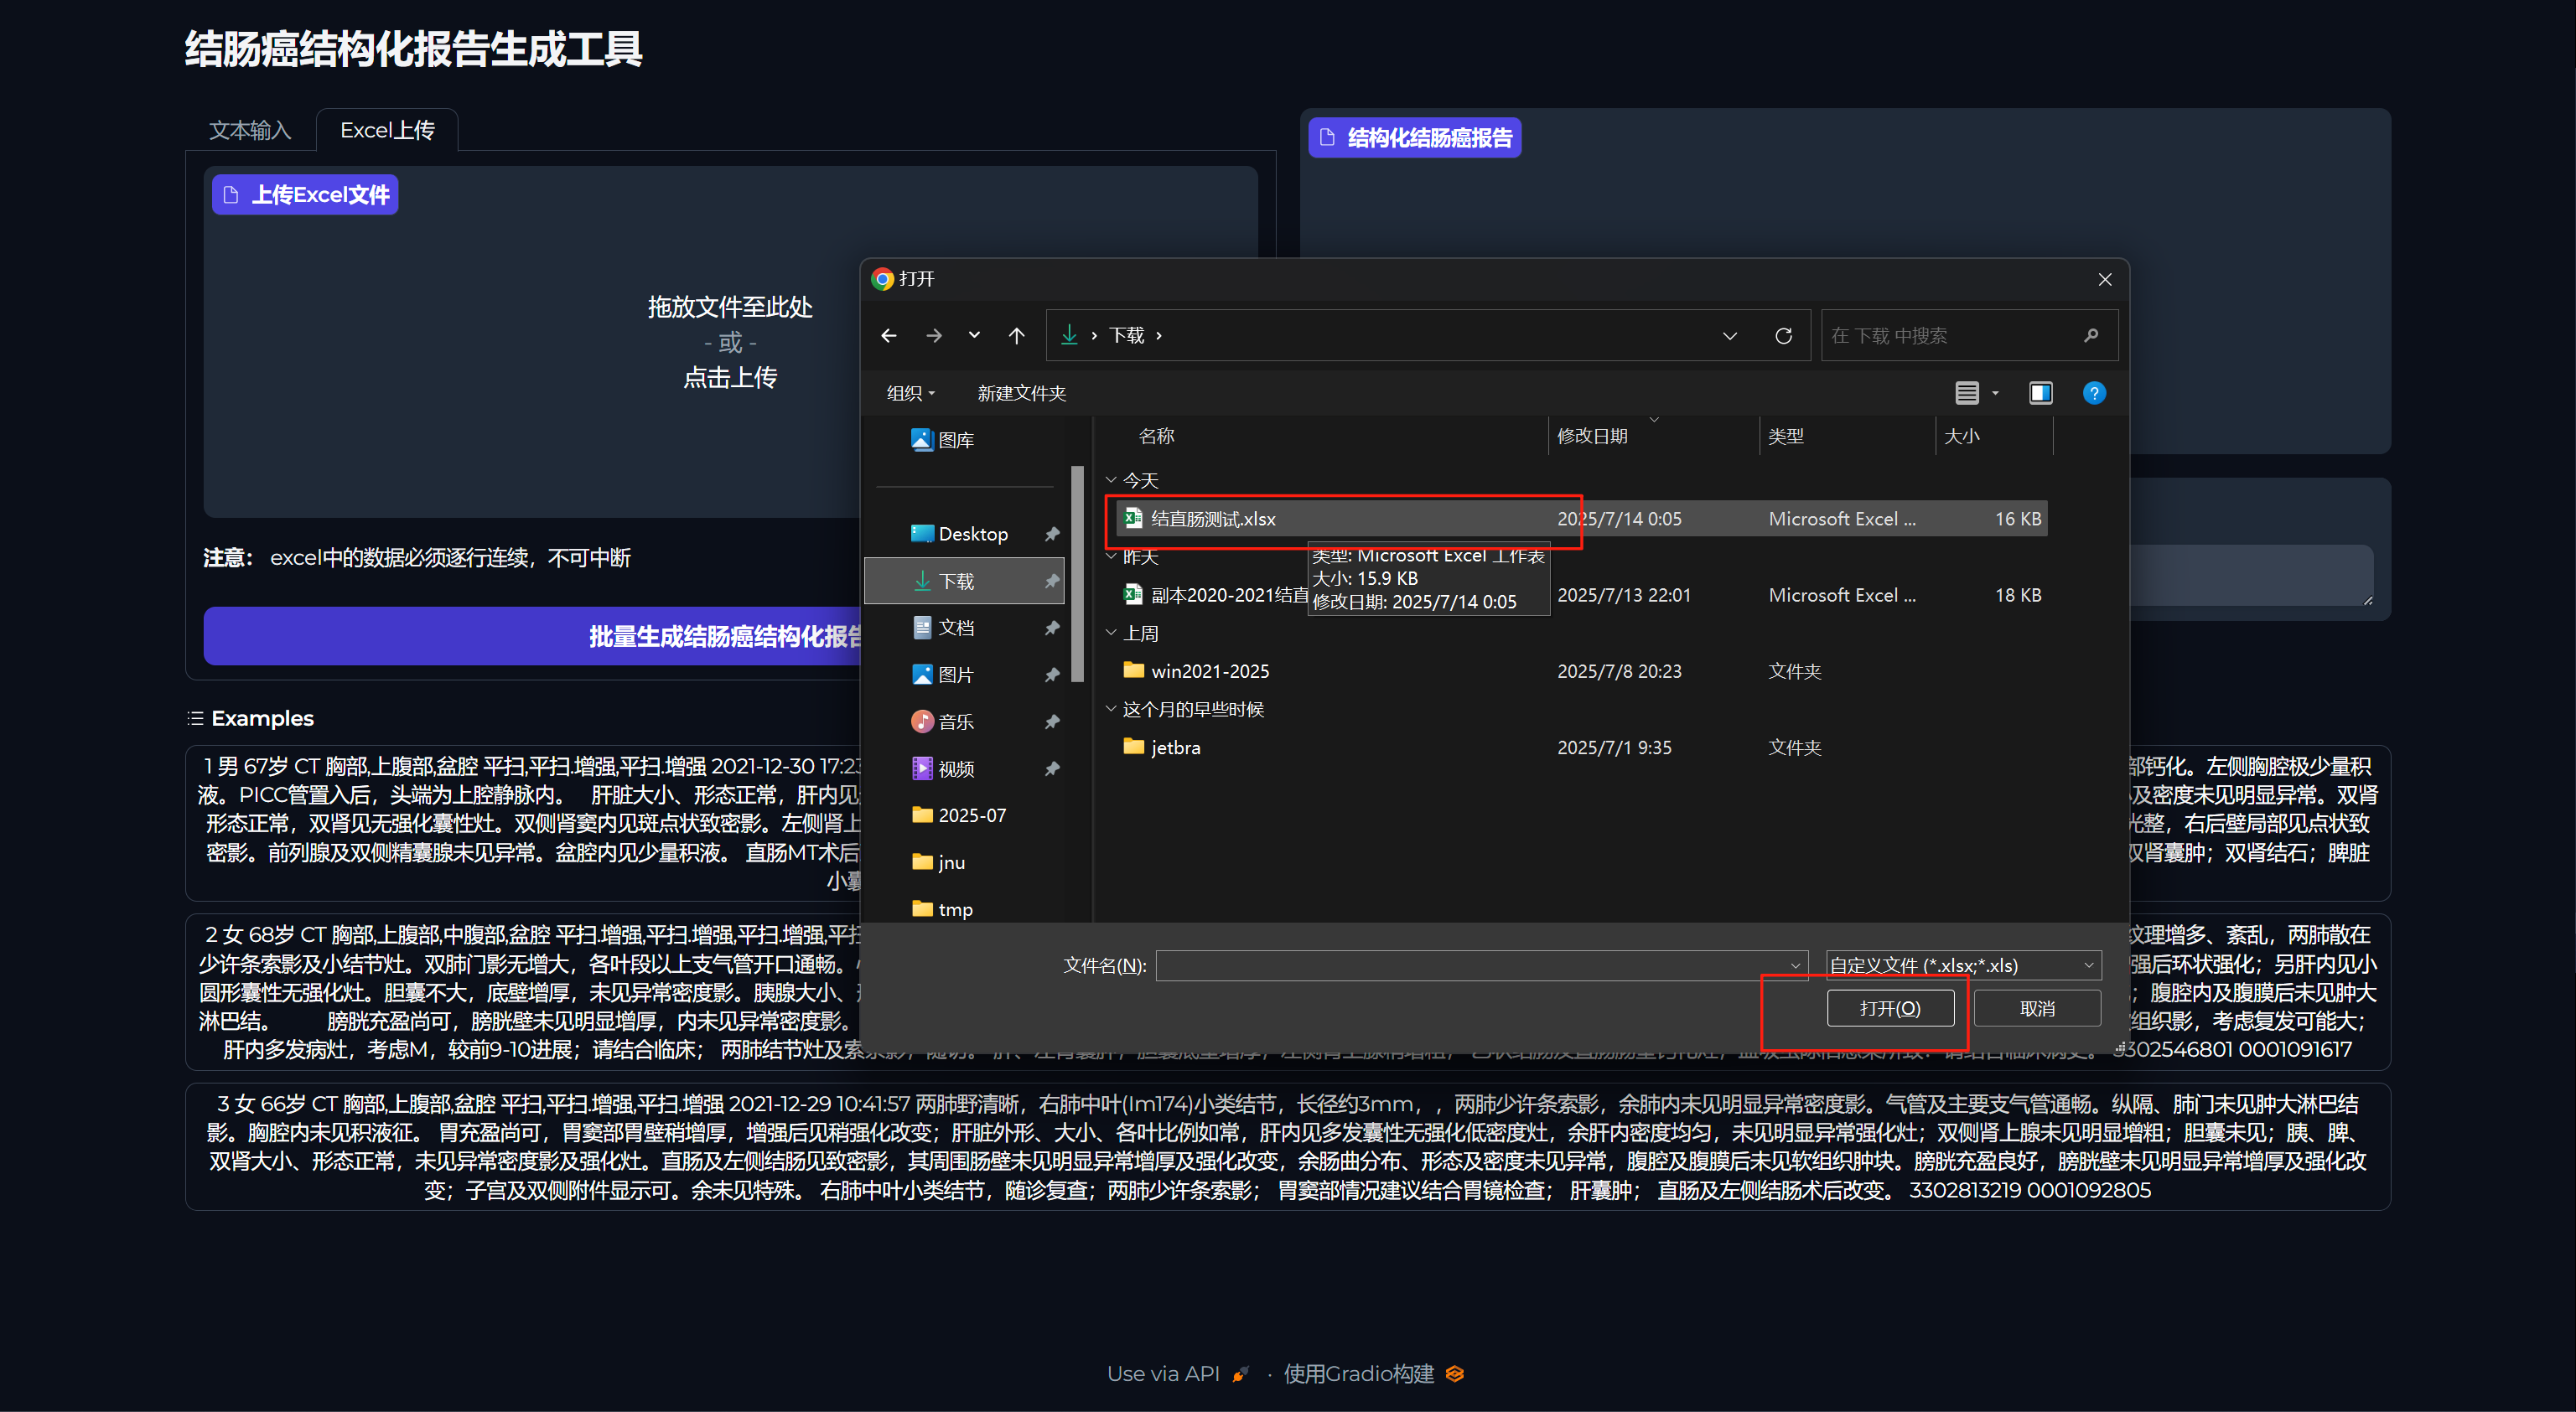 结肠癌结构化报告生成工具
文本输入
Excel上传
上传Excel文件
拖放文件至此处
- 或 -
点击上传
注意： excel中的数据必须逐行连续，不可中断
批量生成结肠癌结构化报告
结构化结肠癌报告
打开
下载
在 下载 中搜索
组织
新建文件夹
图库
Desktop
下载
文档
图片
音乐
视频
2025-07
jnu
tmp
名称 修改日期 类型 大小
今天
结直肠测试.xlsx 2025/7/14 0:05 Microsoft Excel ... 16 KB
昨天
类型: Microsoft Excel 工作表
大小: 15.9 KB
修改日期: 2025/7/14 0:05
副本2020-2021结直 2025/7/13 22:01 Microsoft Excel ... 18 KB
上周
win2021-2025 2025/7/8 20:23 文件夹
这个月的早些时候
jetbra 2025/7/1 9:35 文件夹
文件名(N):
自定义文件 (*.xlsx;*.xls)
打开(O)
取消
Examples
1 男 67岁 CT 胸部,上腹部,盆腔 平扫,平扫.增强,平扫.增强 2021-12-30 17:23 部钙化。左侧胸腔极少量积
液。PICC管置入后，头端为上腔静脉内。 肝脏大小、形态正常，肝内见 及密度未见明显异常。双肾
形态正常，双肾见无强化囊性灶。双侧肾窦内见斑点状致密影。左侧肾上 光整，右后壁局部见点状致
密影。前列腺及双侧精囊腺未见异常。盆腔内见少量积液。 直肠MT术后 双肾囊肿；双肾结石；脾脏
小囊
2 女 68岁 CT 胸部,上腹部,中腹部,盆腔 平扫.增强,平扫.增强,平扫.增强,平扫 纹理增多、紊乱，两肺散在
少许条索影及小结节灶。双肺门影无增大，各叶段以上支气管开口通畅。 强后环状强化；另肝内见小
圆形囊性无强化灶。胆囊不大，底壁增厚，未见异常密度影。胰腺大小、 ；腹腔内及腹膜后未见肿大
淋巴结。 膀胱充盈尚可，膀胱壁未见明显增厚，内未见异常密度影。 组织影，考虑复发可能大；
肝内多发病灶，考虑M，较前9-10进展；请结合临床； 两肺结节灶及索条影，随访。 3302546801 0001091617
3 女 66岁 CT 胸部,上腹部,盆腔 平扫,平扫.增强,平扫.增强 2021-12-29 10:41:57 两肺野清晰，右肺中叶(Im174)小类结节，长径约3mm，，两肺少许条索影，余肺内未见明显异常密度影。气管及主要支气管通畅。纵隔、肺门未见肿大淋巴结
影。胸腔内未见积液征。 胃充盈尚可，胃窦部胃壁稍增厚，增强后见稍强化改变；肝脏外形、大小、各叶比例如常，肝内见多发囊性无强化低密度灶，余肝内密度均匀，未见明显异常强化灶；双侧肾上腺未见明显增粗；胆囊未见；胰、脾、
双肾大小、形态正常，未见异常密度影及强化灶。直肠及左侧结肠见致密影，其周围肠壁未见明显异常增厚及强化改变，余肠曲分布、形态及密度未见异常，腹腔及腹膜后未见软组织肿块。膀胱充盈良好，膀胱壁未见明显异常增厚及强化改
变；子宫及双侧附件显示可。余未见特殊。 右肺中叶小类结节，随诊复查；两肺少许条索影； 胃窦部情况建议结合胃镜检查； 肝囊肿； 直肠及左侧结肠术后改变。 3302813219 0001092805
Use via API · 使用Gradio构建